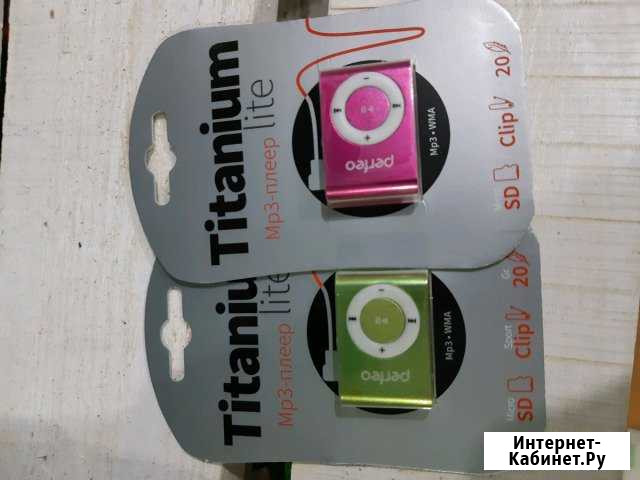 Titanium
Mp3-плеер lite
perfeo
Mp3 • WMA
SD
Clip
20
Titaniu
Mp3-плеер lite
perfeo
Mp3 • WMA
Micro
SD
Sport
Clip
20
Интернет-
Кабинет.Ру